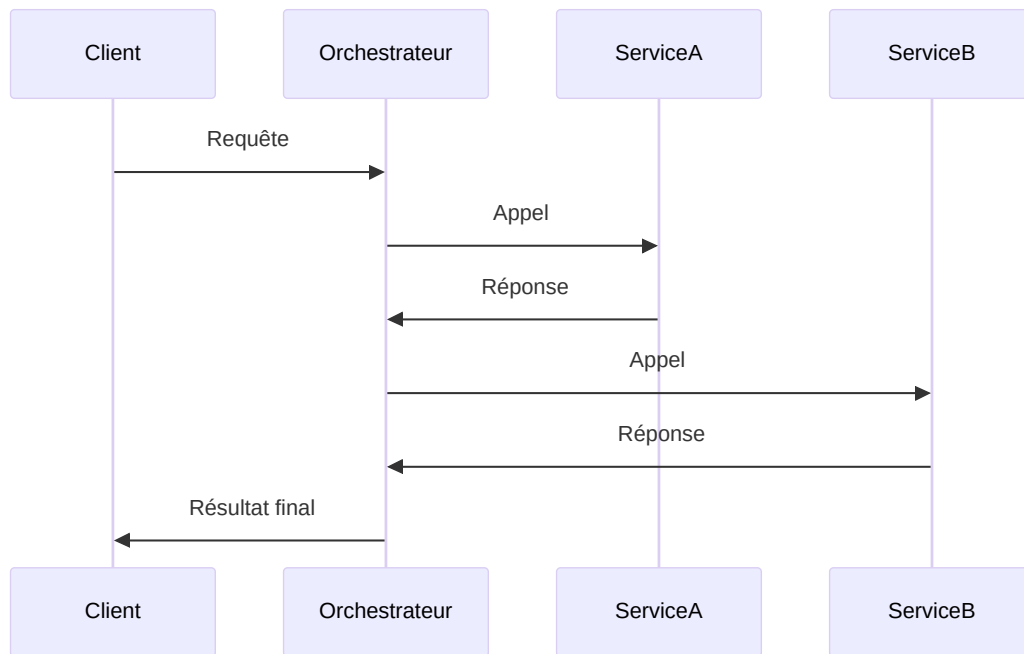 Client Orchestrateur ServiceA ServiceB
Requête
Appel
Réponse
Appel
Réponse
Résultat final
Client Orchestrateur ServiceA ServiceB